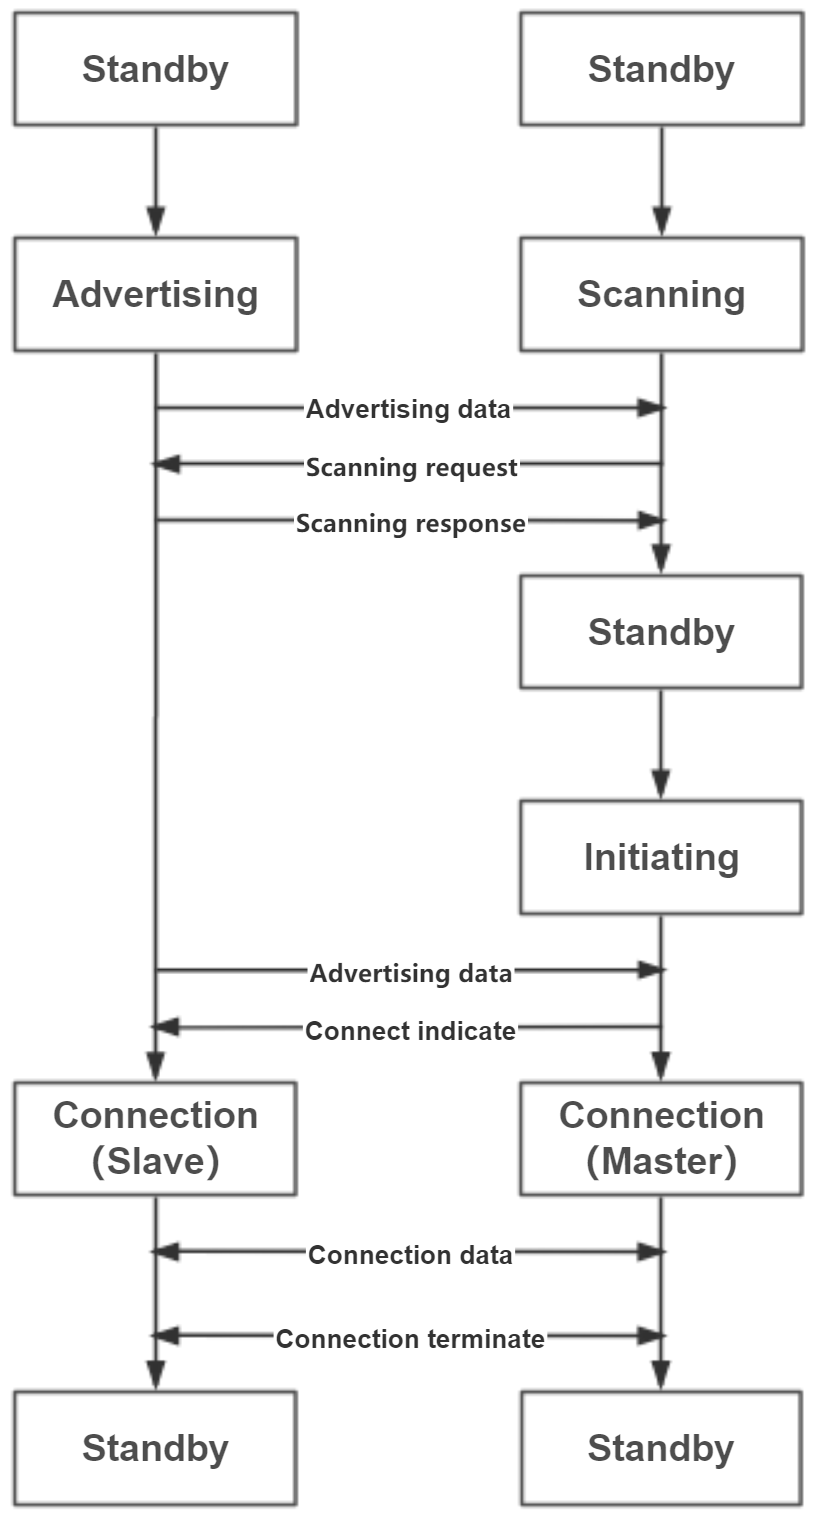 Standby
Standby
Advertising
Scanning
Advertising data
Scanning request
Scanning response
Standby
Initiating
Advertising data
Connect indicate
Connection
(Slave)
Connection
(Master)
Connection data
Connection terminate
Standby
Standby